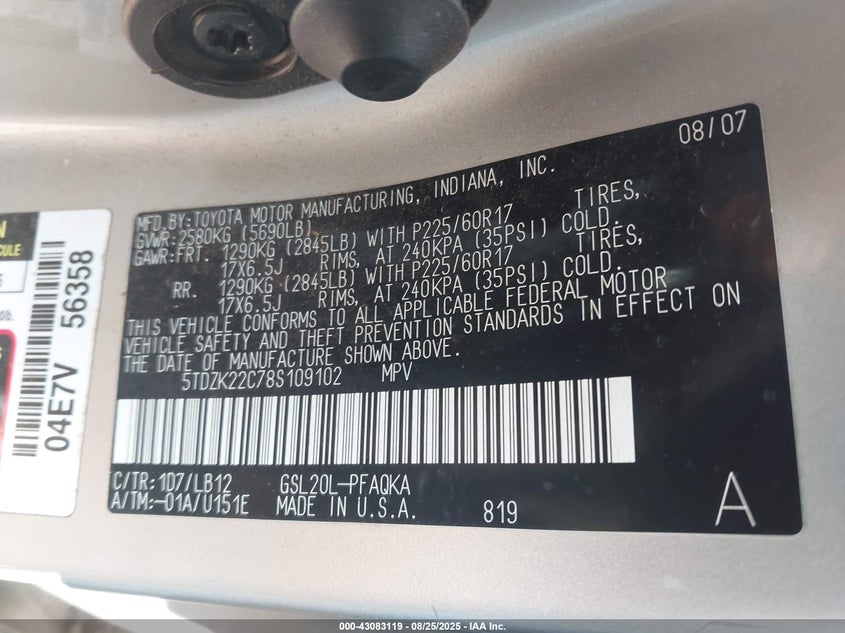 08/07
MFD.BY:TOYOTA MOTOR MANUFACTURING, INDIANA, INC.
GVWR:2580KG (5690LB)
GAWR:FRT. 1290KG (2845LB) WITH P225/60R17 TIRES,
17X6.5J RIMS, AT 240KPA (35PSI) COLD.
RR. 1290KG (2845LB) WITH P225/60R17 TIRES,
17X6.5J RIMS, AT 240KPA (35PSI) COLD.
THIS VEHICLE CONFORMS TO ALL APPLICABLE FEDERAL MOTOR
VEHICLE SAFETY AND THEFT PREVENTION STANDARDS IN EFFECT ON
THE DATE OF MANUFACTURE SHOWN ABOVE.
5TDZK22C78S109102 MPV
C/TR:1D7/LB12 GSL20L-PFAQKA
A/TM:-01A/U151E MADE IN U.S.A. 819 A
04E7V 56358
000-43083119 - 08/25/2025 - IAA Inc.